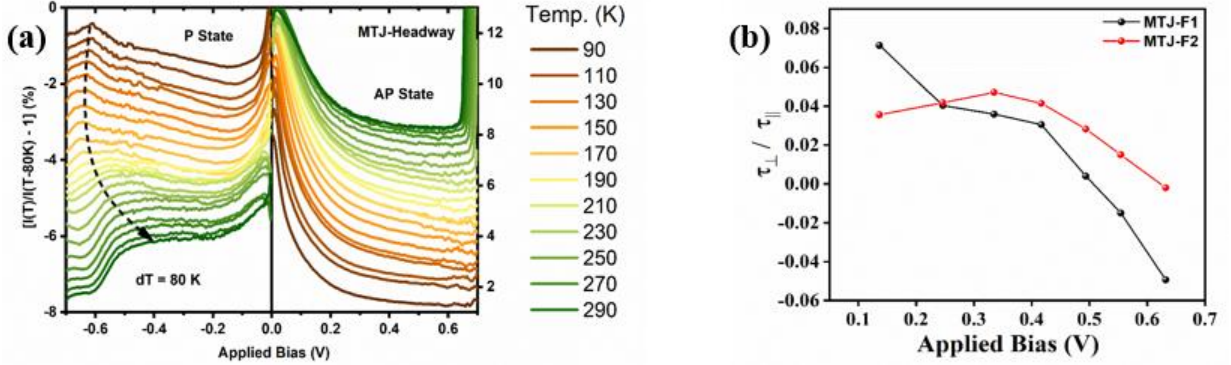 (a)
P State
MTJ-Headway
AP State
dT = 80 K
[I(T)/I(T-80K) - 1] (%)
0
-2
-4
-6
-8
12
10
8
6
4
2
-0.6 -0.4 -0.2 0.0 0.2 0.4 0.6
Applied Bias (V)
Temp. (K)
90
110
130
150
170
190
210
230
250
270
290
(b)
MTJ-F1
MTJ-F2
τ⊥ / τ∥
0.08
0.06
0.04
0.02
0.00
-0.02
-0.04
-0.06
0.1 0.2 0.3 0.4 0.5 0.6 0.7
Applied Bias (V)